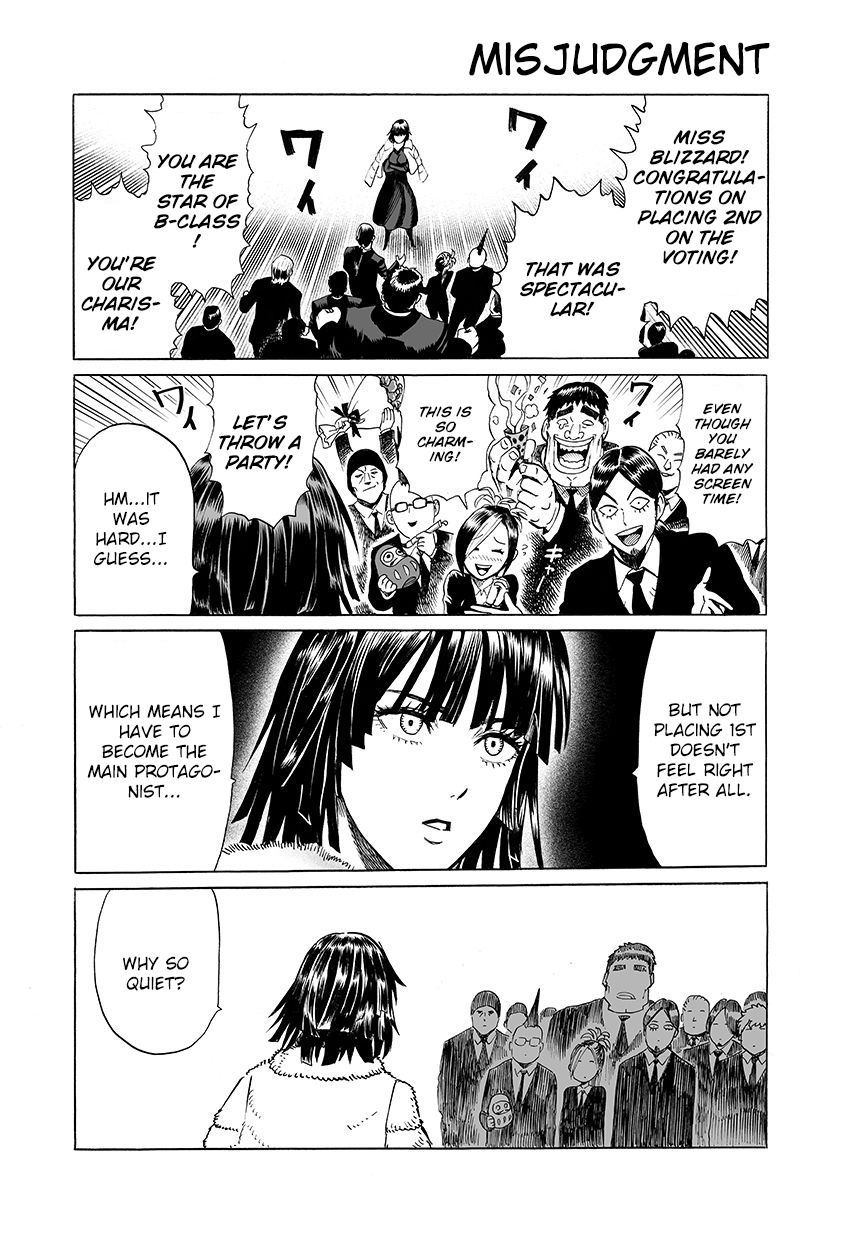 MISJUDGMENT
MISS
BLIZZARD!
CONGRATULA-
TIONS ON
PLACING 2ND
ON THE
VOTING!
ワイ
THAT WAS
SPECTACU-
LAR!
ワイ
YOU ARE
THE
STAR OF
B-CLASS
!
YOU'RE
OUR
CHARIS-
MA!
EVEN
THOUGH
YOU
BARELY
HAD ANY
SCREEN
TIME!
ワイ
THIS IS
SO
CHARM-
ING!
LET'S
THROW A
PARTY!
ワイ
HM...IT
WAS
HARD...I
GUESS...
BUT NOT
PLACING 1ST
DOESN'T
FEEL RIGHT
AFTER ALL.
WHICH MEANS I
HAVE TO
BECOME THE
MAIN PROTAGO-
NIST...
WHY SO
QUIET?